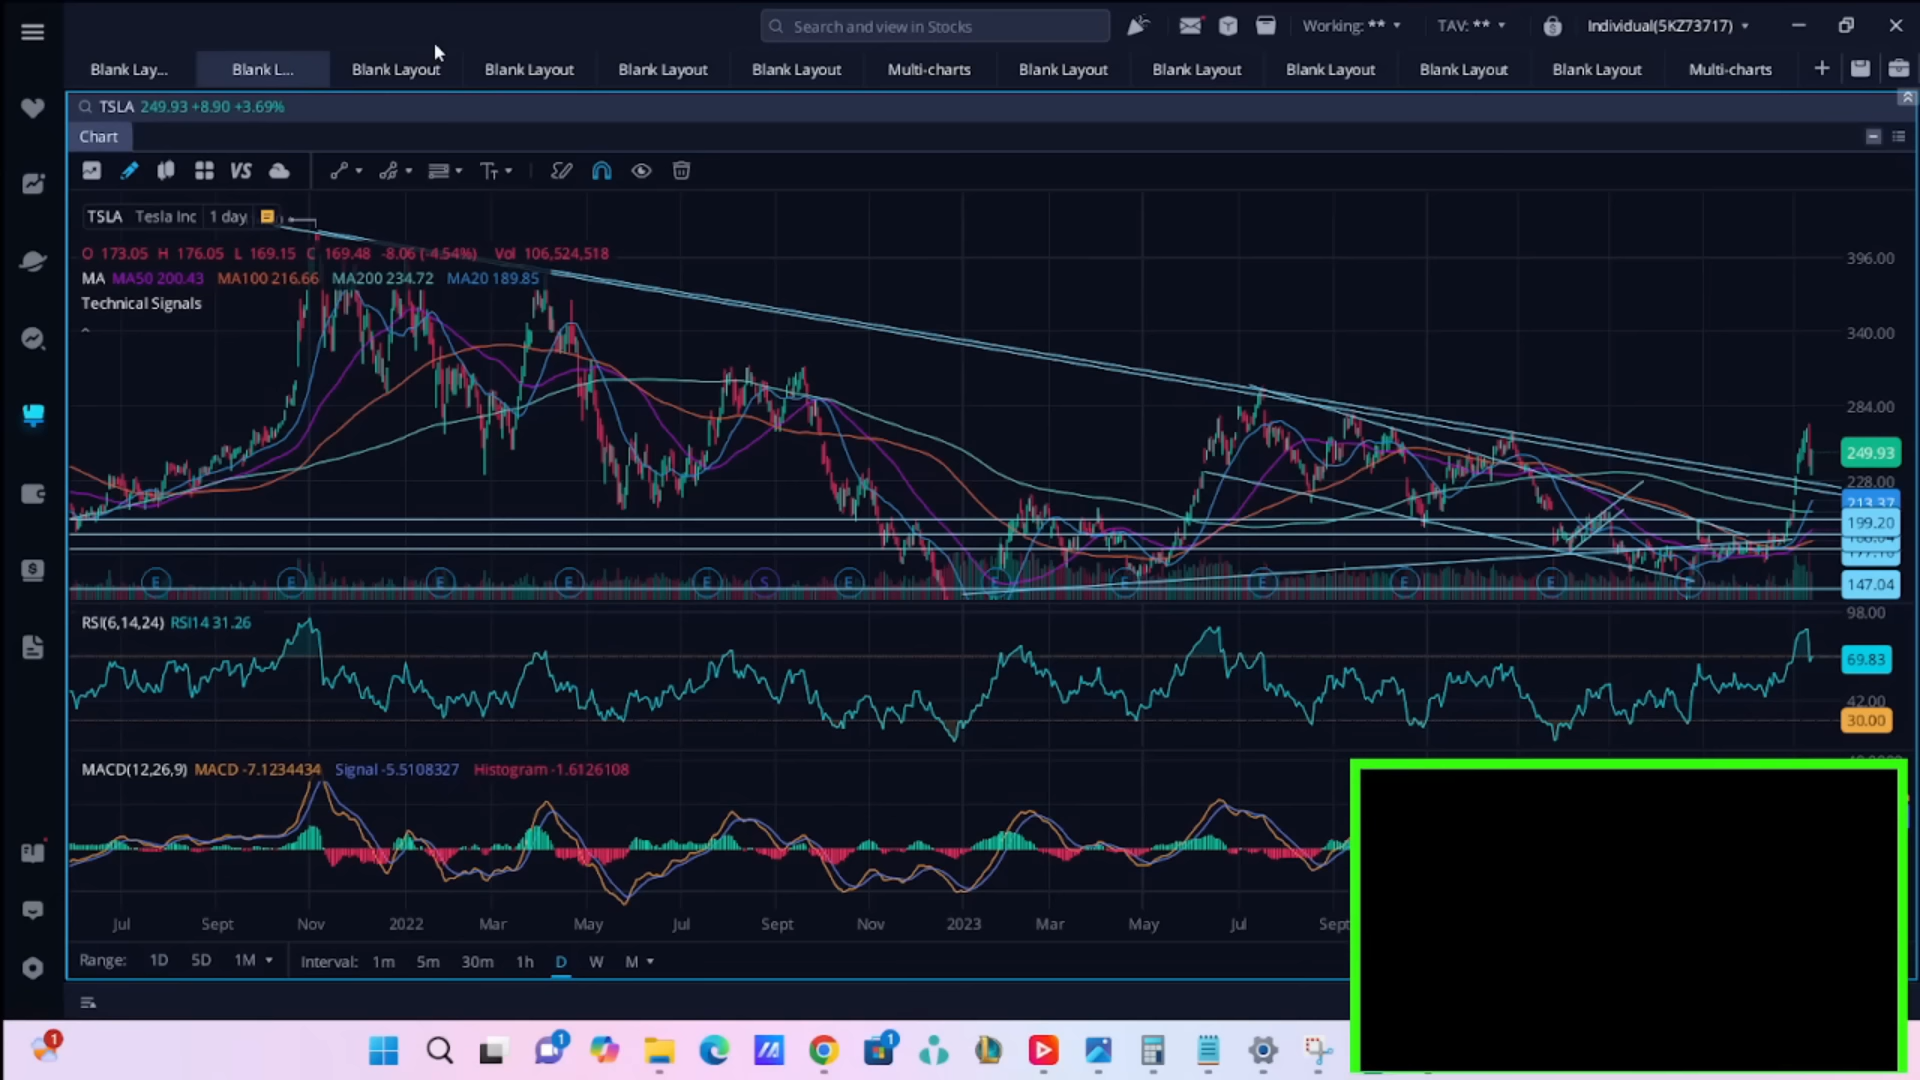 Search and view in Stocks
Working: **
TAV: **
Individual(5KZ73717)
Blank Lay...
Blank L...
Blank Layout
Blank Layout
Blank Layout
Blank Layout
Multi-charts
Blank Layout
Blank Layout
Blank Layout
Blank Layout
Blank Layout
Multi-charts
TSLA 249.93 +8.90 +3.69%
Chart
VS
TSLA Tesla Inc 1 day
O 173.05 H 176.05 L 169.15 C 169.48 -8.06 (-4.54%) Vol 106,524,518
MA MA50 200.43 MA100 216.66 MA200 234.72 MA20 189.85
Technical Signals
396.00
340.00
284.00
249.93
228.00
213.37
199.20
147.04
E E E E E S E E E E E E
RSI(6,14,24) RSI14 31.26
98.00
69.83
42.00
30.00
MACD(12,26,9) MACD -7.1234434 Signal -5.5108327 Histogram -1.6126108
Jul Sept Nov 2022 Mar May Jul Sept Nov 2023 Mar May Jul Sept
Range: 1D 5D 1M Interval: 1m 5m 30m 1h D W M
1
1
1